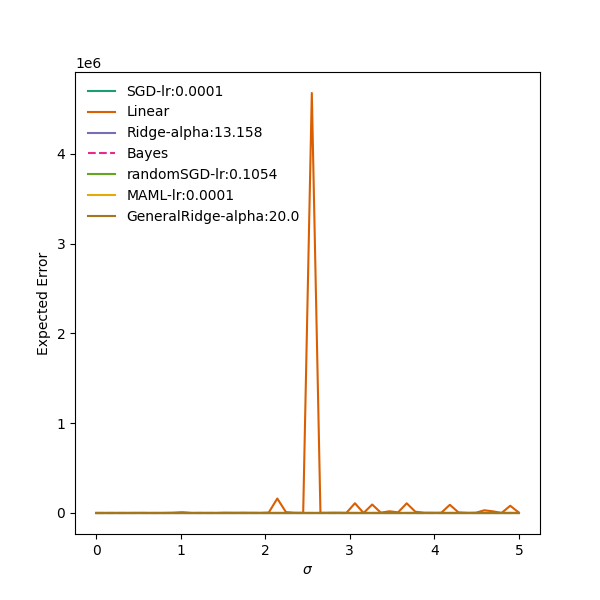 1e6
SGD-lr:0.0001
Linear
Ridge-alpha:13.158
Bayes
randomSGD-lr:0.1054
MAML-lr:0.0001
GeneralRidge-alpha:20.0
4
3
2
1
0
Expected Error
0 1 2 3 4 5
σ